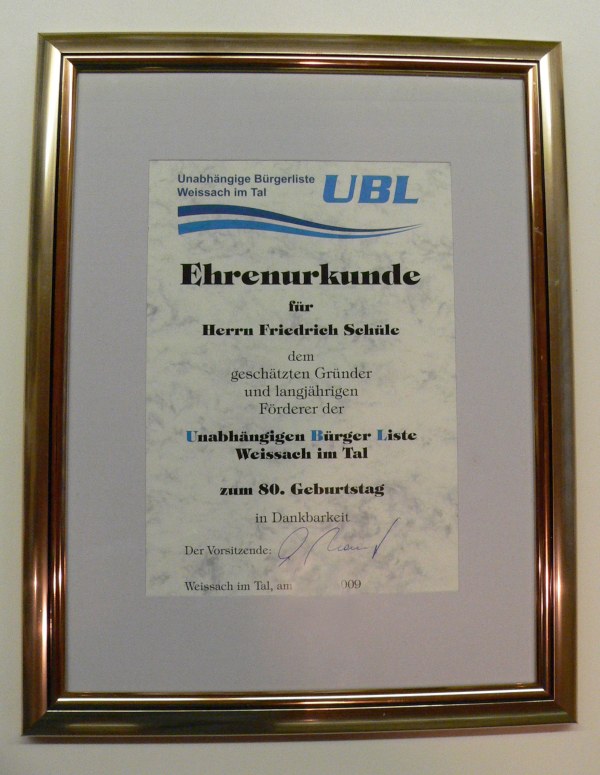 Unabhängige Bürgerliste
Weissach im Tal
UBL
Ehrenurkunde
für
Herrn Friedrich Schüle
dem
geschätzten Gründer
und langjährigen
Förderer der
Unabhängigen Bürger Liste
Weissach im Tal
zum 80. Geburtstag
in Dankbarkeit
Der Vorsitzende:
Weissach im Tal, am 009